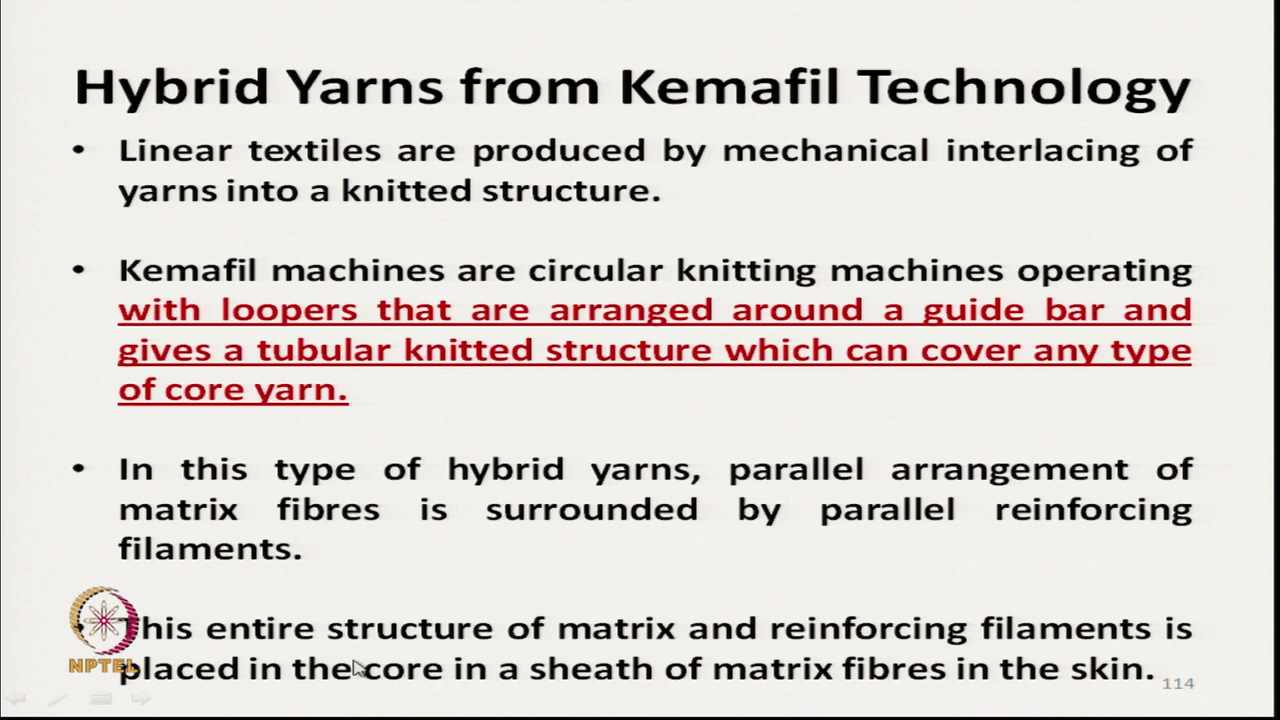 Hybrid Yarns from Kemafil Technology
• Linear textiles are produced by mechanical interlacing of
yarns into a knitted structure.
• Kemafil machines are circular knitting machines operating
with loopers that are arranged around a guide bar and
gives a tubular knitted structure which can cover any type
of core yarn.
• In this type of hybrid yarns, parallel arrangement of
matrix fibres is surrounded by parallel reinforcing
filaments.
• This entire structure of matrix and reinforcing filaments is
placed in the core in a sheath of matrix fibres in the skin.
NPTEL
114